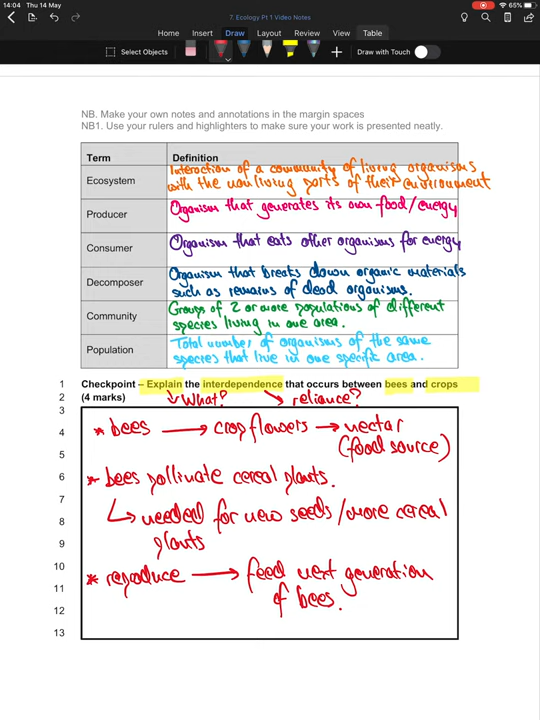 14:04 Thu 14 May
65%
7. Ecology Pt 1 Video Notes
Home Insert Draw Layout Review View Table
Select Objects
Draw with Touch
NB. Make your own notes and annotations in the margin spaces
NB1. Use your rulers and highlighters to make sure your work is presented neatly.
Term Definition
Ecosystem
Interaction of a community of living organisms
with the non living parts of their environment
Producer
Organism that generates its own food/energy
Consumer
Organism that eats other organisms for energy
Decomposer
Organism that breaks down organic materials
such as remains of dead organisms.
Community
Groups of 2 or more populations of different
species living in one area.
Population
Total number of organisms of the same
species that live in one specific area.
1 Checkpoint – Explain the interdependence that occurs between bees and crops
2 (4 marks)
What? reliance?
3
4 * bees → crop flowers → nectar
5 (food source)
6 * bees pollinate cereal plants.
7
8 ↳ needed for new seeds/more cereal
9 plants
10 * reproduce → feed next generation
11 of bees.
12
13